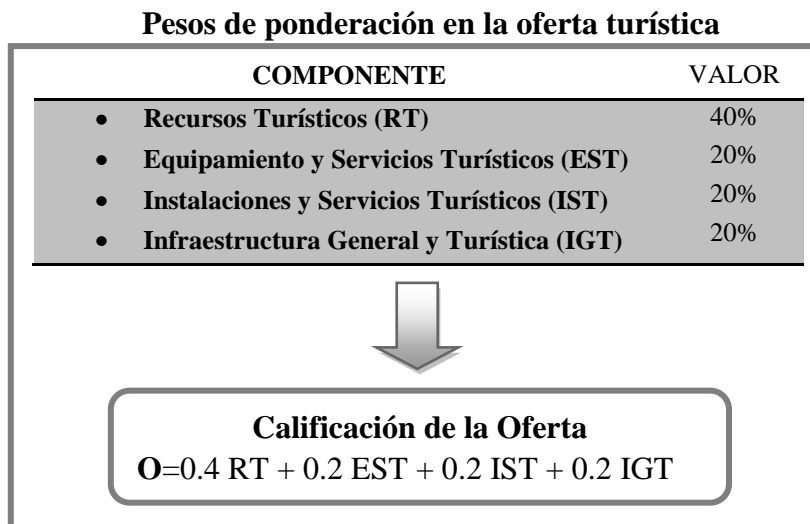 Pesos de ponderación en la oferta turística
COMPONENTE VALOR
• Recursos Turísticos (RT) 40%
• Equipamiento y Servicios Turísticos (EST) 20%
• Instalaciones y Servicios Turísticos (IST) 20%
• Infraestructura General y Turística (IGT) 20%
Calificación de la Oferta
O=0.4 RT + 0.2 EST + 0.2 IST + 0.2 IGT